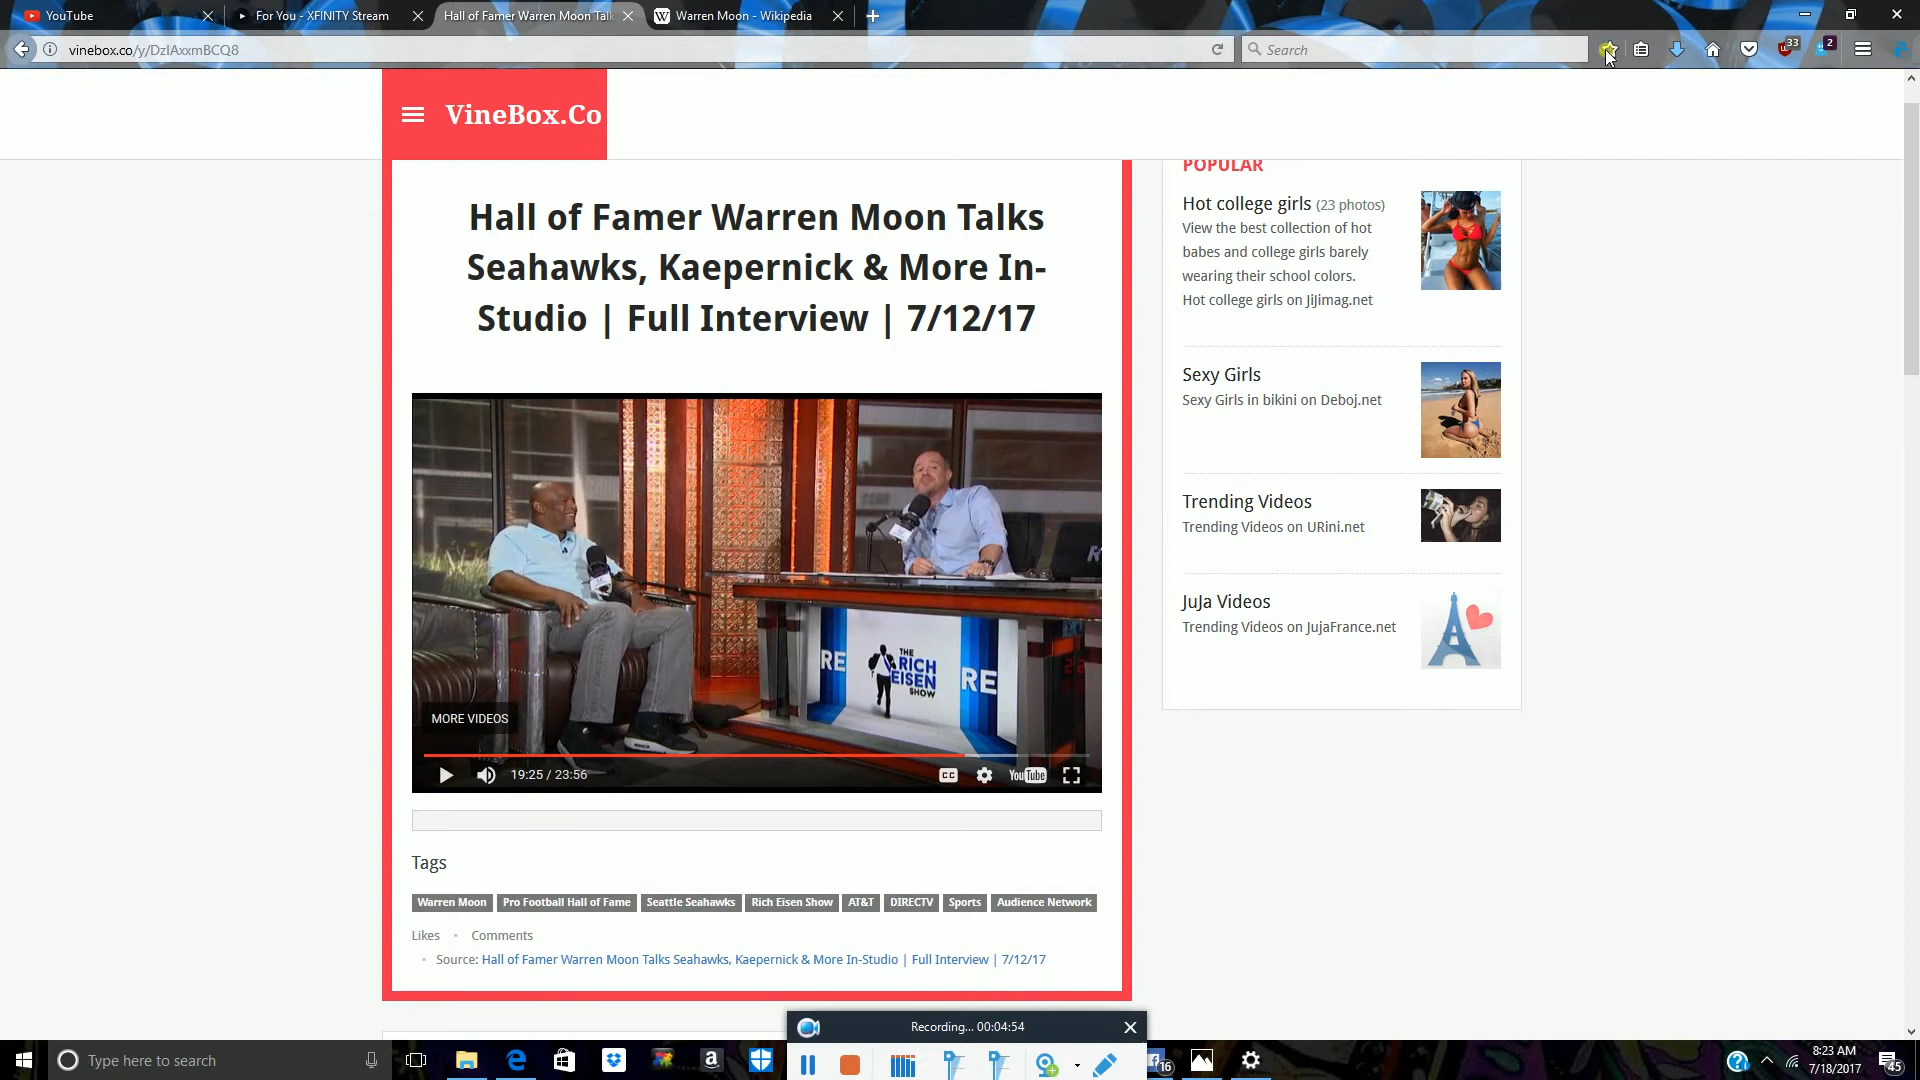 YouTube
For You - XFINITY Stream
Hall of Famer Warren Moon Talk
W Warren Moon - Wikipedia
vinebox.co/y/DzIAxxmBCQ8
Search
33
2
VineBox.Co
Hall of Famer Warren Moon Talks
Seahawks, Kaepernick & More In-
Studio | Full Interview | 7/12/17
RE
THE
RICH
EISEN
SHOW
RE
MORE VIDEOS
19:25 / 23:56
CC
YouTube
Tags
Warren Moon Pro Football Hall of Fame Seattle Seahawks Rich Eisen Show AT&T DIRECTV Sports Audience Network
Likes • Comments
Source: Hall of Famer Warren Moon Talks Seahawks, Kaepernick & More In-Studio | Full Interview | 7/12/17
POPULAR
Hot college girls (23 photos)
View the best collection of hot
babes and college girls barely
wearing their school colors.
Hot college girls on JiJimag.net
Sexy Girls
Sexy Girls in bikini on Deboj.net
Trending Videos
Trending Videos on URini.net
JuJa Videos
Trending Videos on JujaFrance.net
Recording... 00:04:54
Type here to search
16
8:23 AM
7/18/2017
45